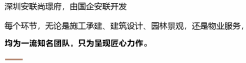 深圳安联尚璟府，由国企安联开发
每个环节，无论是施工承建、建筑设计、园林景观，还是物业服务，
均为一流知名团队，只为呈现匠心力作。